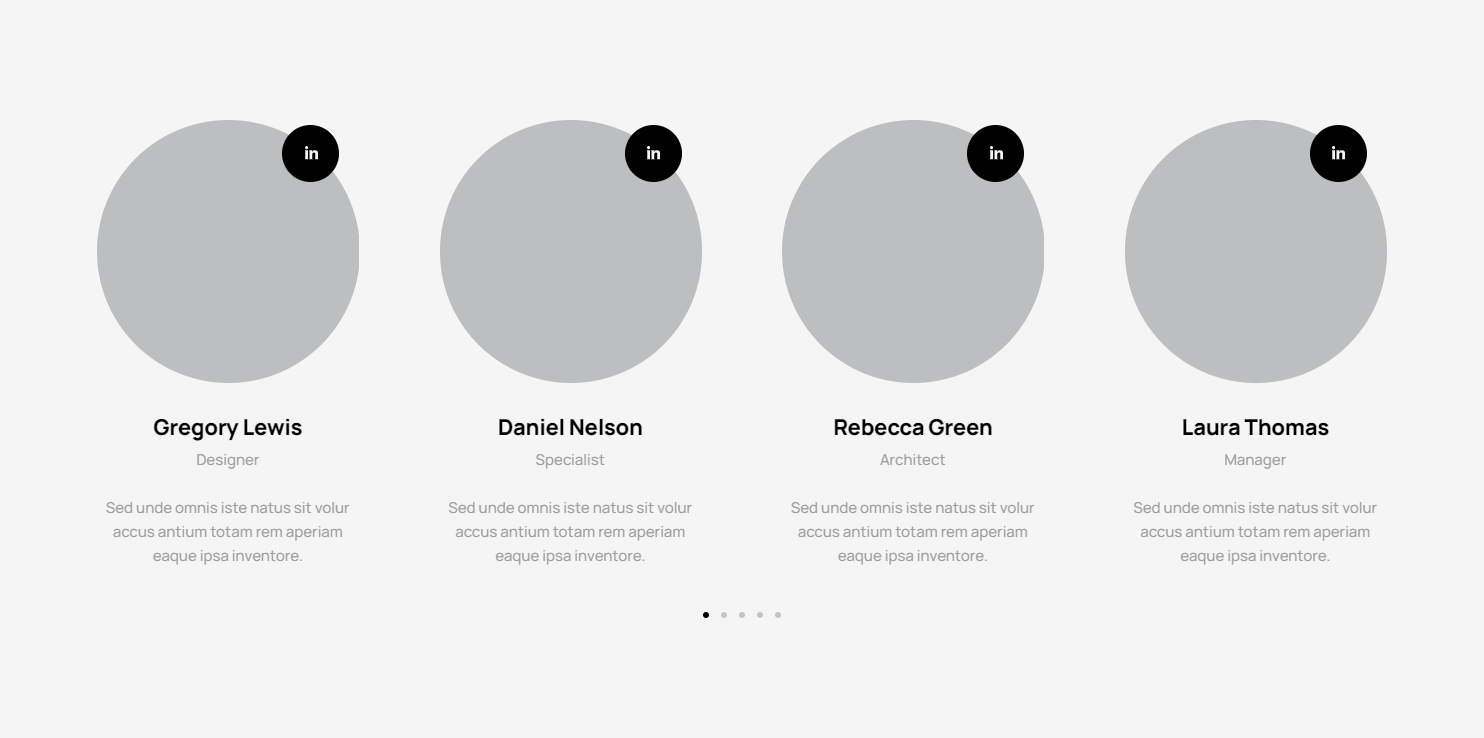 in
in
in
in
Gregory Lewis
Designer
Sed unde omnis iste natus sit volur
accus antium totam rem aperiam
eaque ipsa inventore.
Daniel Nelson
Specialist
Sed unde omnis iste natus sit volur
accus antium totam rem aperiam
eaque ipsa inventore.
Rebecca Green
Architect
Sed unde omnis iste natus sit volur
accus antium totam rem aperiam
eaque ipsa inventore.
Laura Thomas
Manager
Sed unde omnis iste natus sit volur
accus antium totam rem aperiam
eaque ipsa inventore.